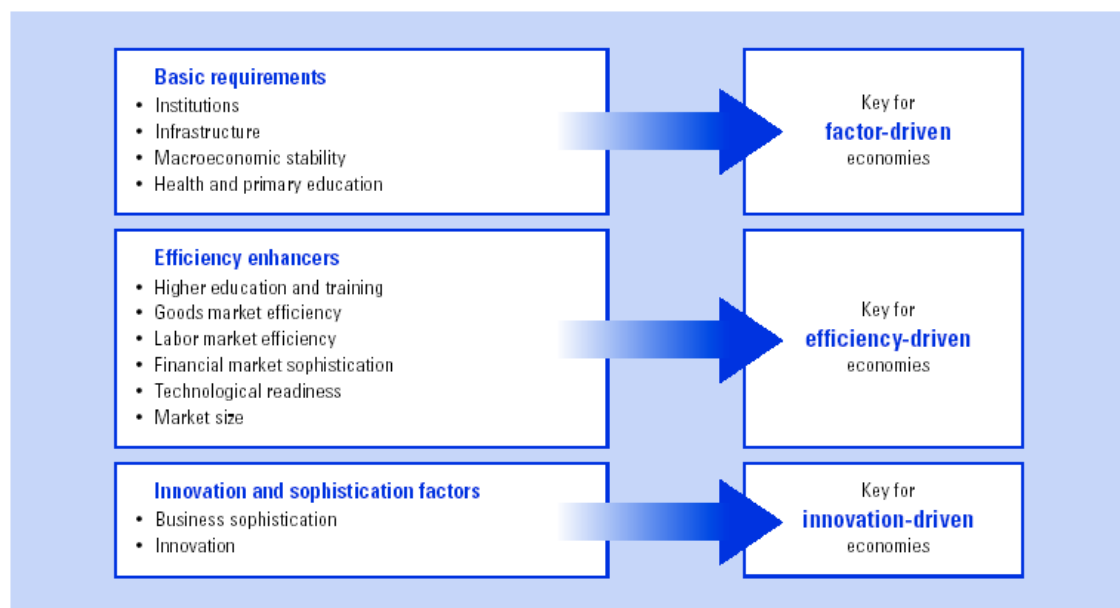 Basic requirements
• Institutions
• Infrastructure
• Macroeconomic stability
• Health and primary education
Key for
factor-driven
economies
Efficiency enhancers
• Higher education and training
• Goods market efficiency
• Labor market efficiency
• Financial market sophistication
• Technological readiness
• Market size
Key for
efficiency-driven
economies
Innovation and sophistication factors
• Business sophistication
• Innovation
Key for
innovation-driven
economies